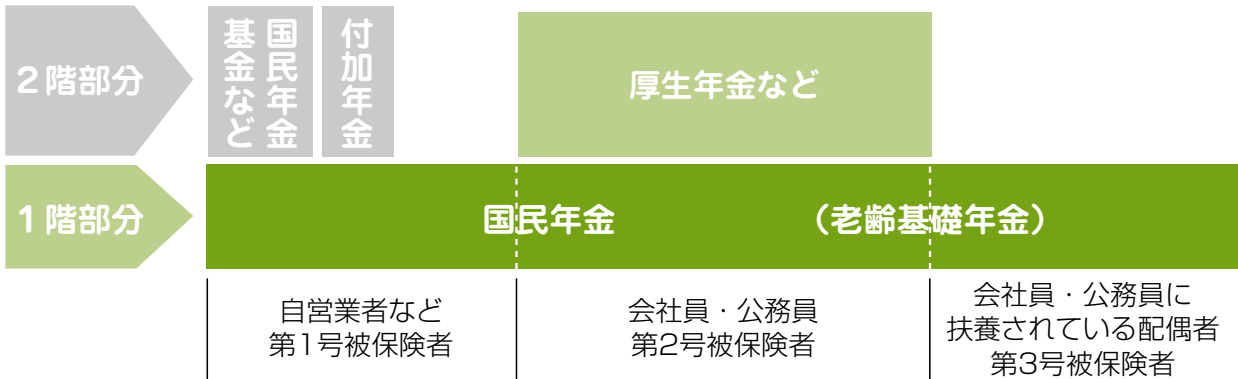 2階部分
国民年金
基金など
付加年金
厚生年金など
1階部分
国民年金
（老齢基礎年金）
自営業者など
第1号被保険者
会社員・公務員
第2号被保険者
会社員・公務員に
扶養されている配偶者
第3号被保険者